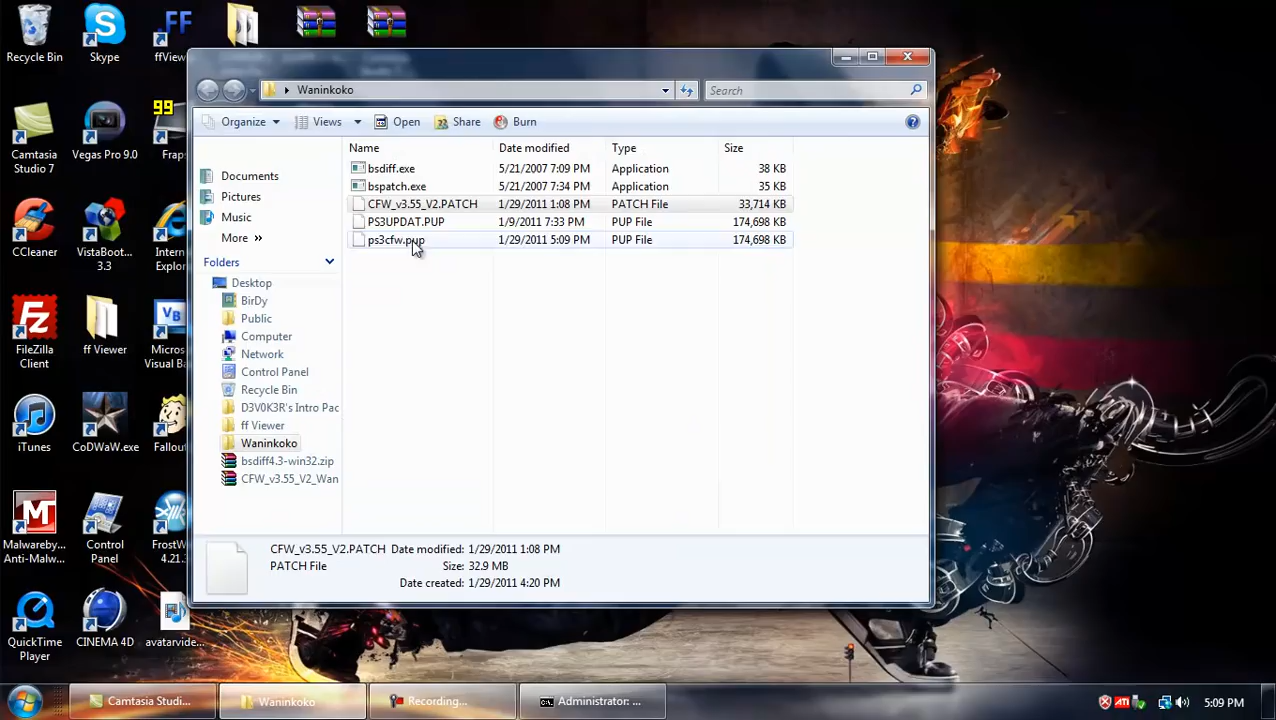 Recycle Bin
Skype
ffView
Waninkoko
Search
Organize
Views
Open
Share
Burn
?
99
Camtasia Studio 7
Vegas Pro 9.0
Fraps
Documents
Pictures
Music
More »
Folders
Name
Date modified
Type
Size
bsdiff.exe
5/21/2007 7:09 PM
Application
38 KB
bspatch.exe
5/21/2007 7:34 PM
Application
35 KB
CFW_v3.55_V2.PATCH
1/29/2011 1:08 PM
PATCH File
33,714 KB
PS3UPDAT.PUP
1/9/2011 7:33 PM
PUP File
174,698 KB
ps3cfw.pup
1/29/2011 5:09 PM
PUP File
174,698 KB
CCleaner
VistaBoot...
3.3
Intern
Explor
Desktop
BirDy
Public
Computer
Network
Control Panel
Recycle Bin
D3V0K3R's Intro Pac
ff Viewer
Waninkoko
bsdiff4.3-win32.zip
CFW_v3.55_V2_Wan
FileZilla
Client
ff Viewer
Micros
Visual Ba
iTunes
CoDWaW.exe
Fallou
Malwareby...
Anti-Malw...
Control
Panel
FrostW
4.21.3
CFW_v3.55_V2.PATCH
Date modified: 1/29/2011 1:08 PM
PATCH File
Size: 32.9 MB
Date created: 1/29/2011 4:20 PM
QuickTime
Player
CINEMA 4D
avatarvide...
Camtasia Studi...
Waninkoko
Recording...
Administrator: ...
ATI
5:09 PM